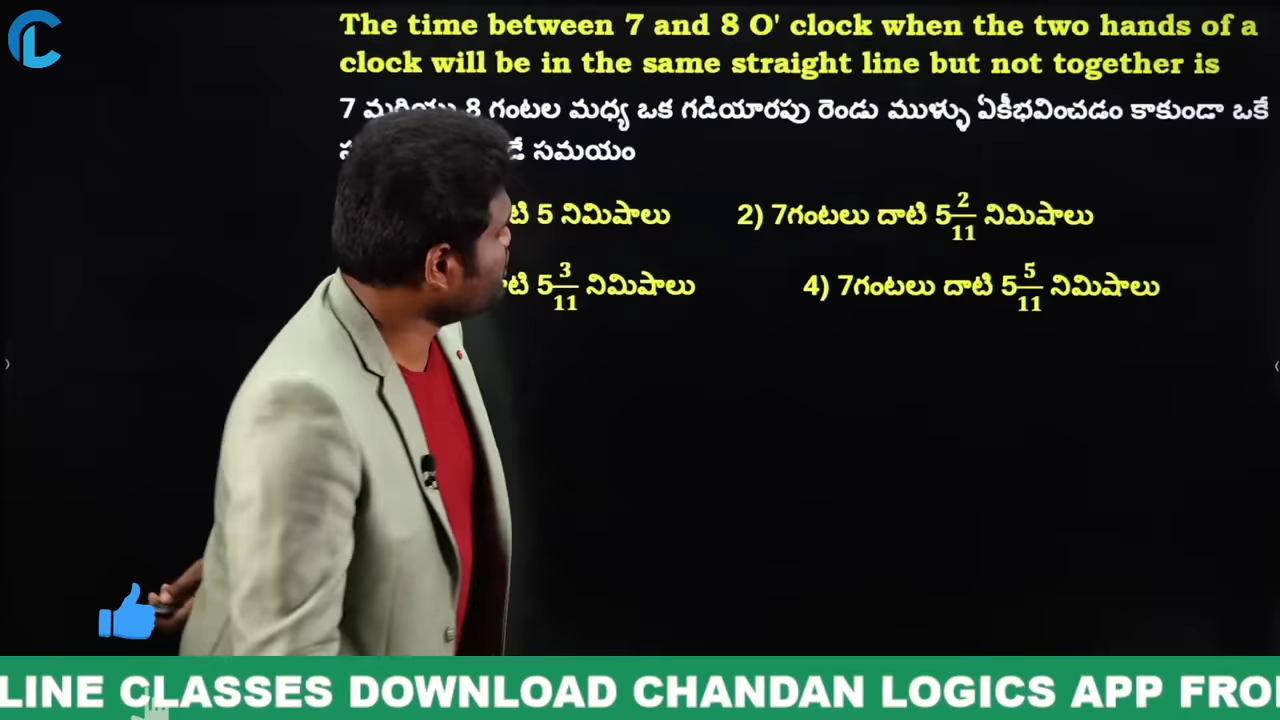 The time between 7 and 8 O' clock when the two hands of a
clock will be in the same straight line but not together is
7 మరియు 8 గంటల మధ్య ఒక గడియారపు రెండు ముళ్ళు ఏకీభవించడం కాకుండా ఒకే
డే సమయం
టి 5 నిమిషాలు 2) 7గంటలు దాటి 5 2/11 నిమిషాలు
టి 5 3/11 నిమిషాలు 4) 7గంటలు దాటి 5 5/11 నిమిషాలు
LINE CLASSES DOWNLOAD CHANDAN LOGICS APP FRO